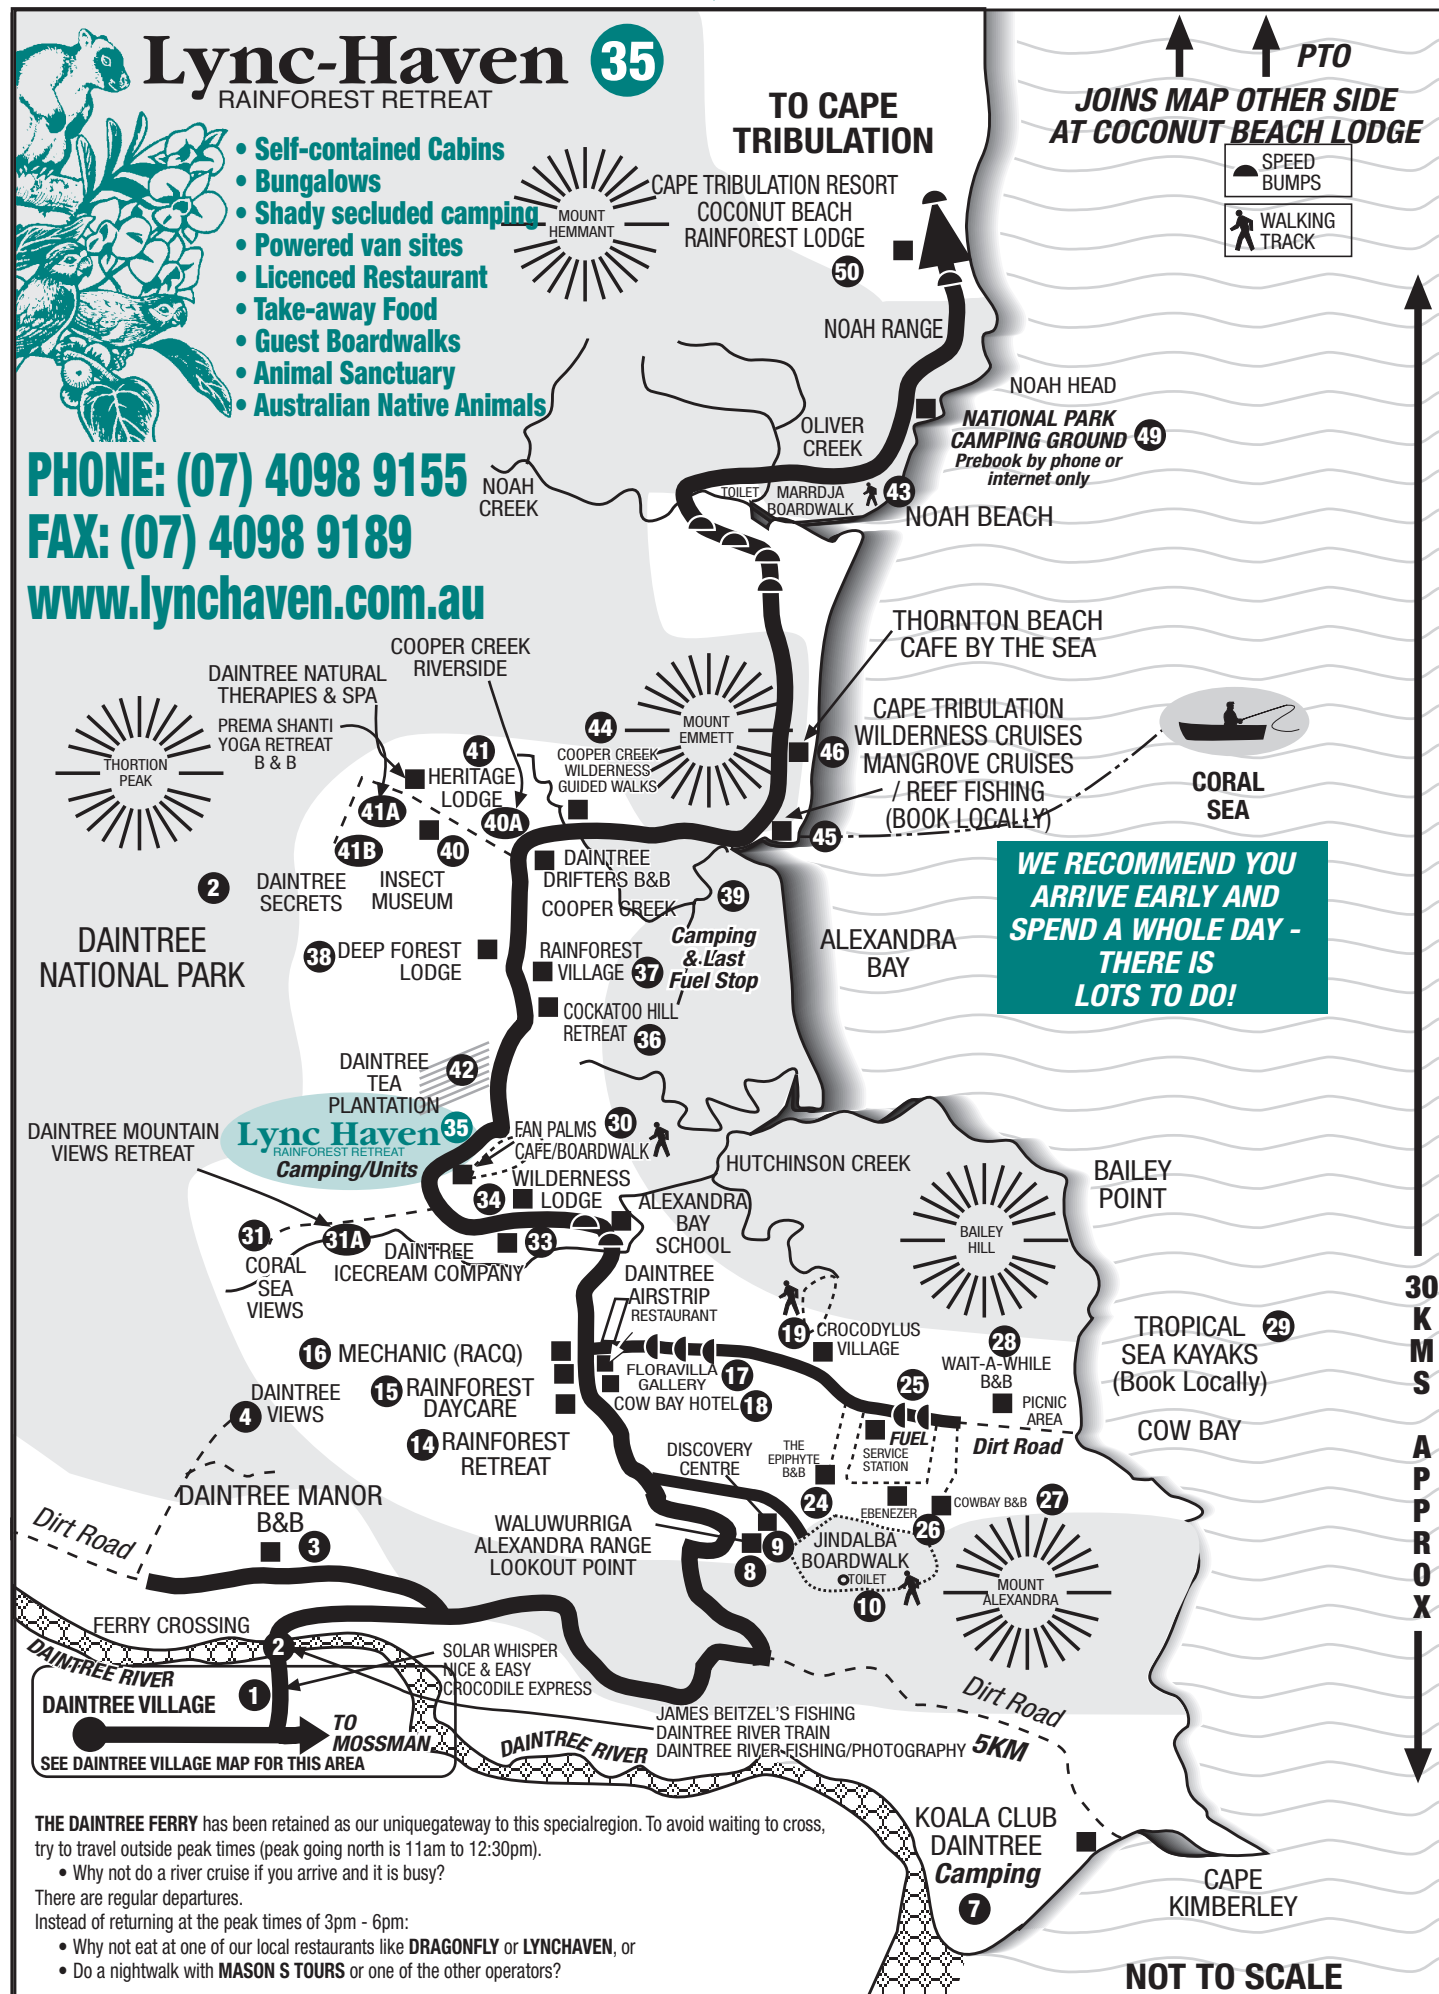 Lync-Haven 35
RAINFOREST RETREAT
• Self-contained Cabins
• Bungalows
• Shady secluded camping
• Powered van sites
• Licenced Restaurant
• Take-away Food
• Guest Boardwalks
• Animal Sanctuary
• Australian Native Animals
PHONE: (07) 4098 9155
FAX: (07) 4098 9189
www.lynchaven.com.au
TO CAPE
TRIBULATION
PTO
JOINS MAP OTHER SIDE
AT COCONUT BEACH LODGE
SPEED
BUMPS
WALKING
TRACK
MOUNT
HEMMANT
CAPE TRIBULATION RESORT
COCONUT BEACH
RAINFOREST LODGE
50
NOAH RANGE
NOAH HEAD
NATIONAL PARK
CAMPING GROUND 49
Prebook by phone or
internet only
OLIVER
CREEK
NOAH
CREEK
TOILET
MARRDJA
BOARDWALK
43
NOAH BEACH
THORNTON BEACH
CAFE BY THE SEA
COOPER CREEK
RIVERSIDE
DAINTREE NATURAL
THERAPIES & SPA
PREMA SHANTI
YOGA RETREAT
B & B
THORTION
PEAK
41
HERITAGE
LODGE
41A
40A
41B
40
44
COOPER CREEK
WILDERNESS
GUIDED WALKS
MOUNT
EMMETT
46
CAPE TRIBULATION
WILDERNESS CRUISES
MANGROVE CRUISES
/ REEF FISHING
(BOOK LOCALLY)
45
CORAL
SEA
WE RECOMMEND YOU
ARRIVE EARLY AND
SPEND A WHOLE DAY -
THERE IS
LOTS TO DO!
2
DAINTREE
SECRETS
INSECT
MUSEUM
DAINTREE
DRIFTERS B&B
COOPER CREEK
39
Camping
& Last
Fuel Stop
DAINTREE
NATIONAL PARK
38 DEEP FOREST
LODGE
RAINFOREST
VILLAGE 37
COCKATOO HILL
RETREAT 36
ALEXANDRA
BAY
DAINTREE
TEA
PLANTATION
42
Lync Haven 35
RAINFOREST RETREAT
Camping/Units
DAINTREE MOUNTAIN
VIEWS RETREAT
FAN PALMS 30
CAFE/BOARDWALK
WILDERNESS
LODGE
34
HUTCHINSON CREEK
BAILEY
POINT
ALEXANDRA
BAY
SCHOOL
BAILEY
HILL
31
CORAL
SEA
VIEWS
31A
DAINTREE
ICECREAM COMPANY
33
DAINTREE
AIRSTRIP
RESTAURANT
19 CROCODYLUS
VILLAGE
28
WAIT-A-WHILE
B&B
PICNIC
AREA
TROPICAL 29
SEA KAYAKS
(Book Locally)
COW BAY
30
KMS
APPROX
16 MECHANIC (RACQ)
15 RAINFOREST
DAYCARE
14 RAINFOREST
RETREAT
FLORAVILLA
GALLERY
17
COW BAY HOTEL 18
25
FUEL
SERVICE
STATION
Dirt Road
4
DAINTREE
VIEWS
DISCOVERY
CENTRE
THE
EPIPHYTE
B&B
24
EBENEZER
26
COWBAY B&B 27
DAINTREE MANOR
B&B
3
Dirt Road
WALUWURRIGA
ALEXANDRA RANGE
LOOKOUT POINT
8
9
JINDALBA
BOARDWALK
TOILET
10
MOUNT
ALEXANDRA
FERRY CROSSING
2
DAINTREE RIVER
SOLAR WHISPER
NICE & EASY
CROCODILE EXPRESS
DAINTREE VILLAGE
1
TO
MOSSMAN
SEE DAINTREE VILLAGE MAP FOR THIS AREA
DAINTREE RIVER
JAMES BEITZEL'S FISHING
DAINTREE RIVER TRAIN
DAINTREE RIVER FISHING/PHOTOGRAPHY
Dirt Road
5KM
KOALA CLUB
DAINTREE
Camping
7
CAPE
KIMBERLEY
THE DAINTREE FERRY has been retained as our uniquegateway to this specialregion. To avoid waiting to cross,
try to travel outside peak times (peak going north is 11am to 12:30pm).
• Why not do a river cruise if you arrive and it is busy?
There are regular departures.
Instead of returning at the peak times of 3pm - 6pm:
• Why not eat at one of our local restaurants like DRAGONFLY or LYNCHAVEN, or
• Do a nightwalk with MASON S TOURS or one of the other operators?
NOT TO SCALE